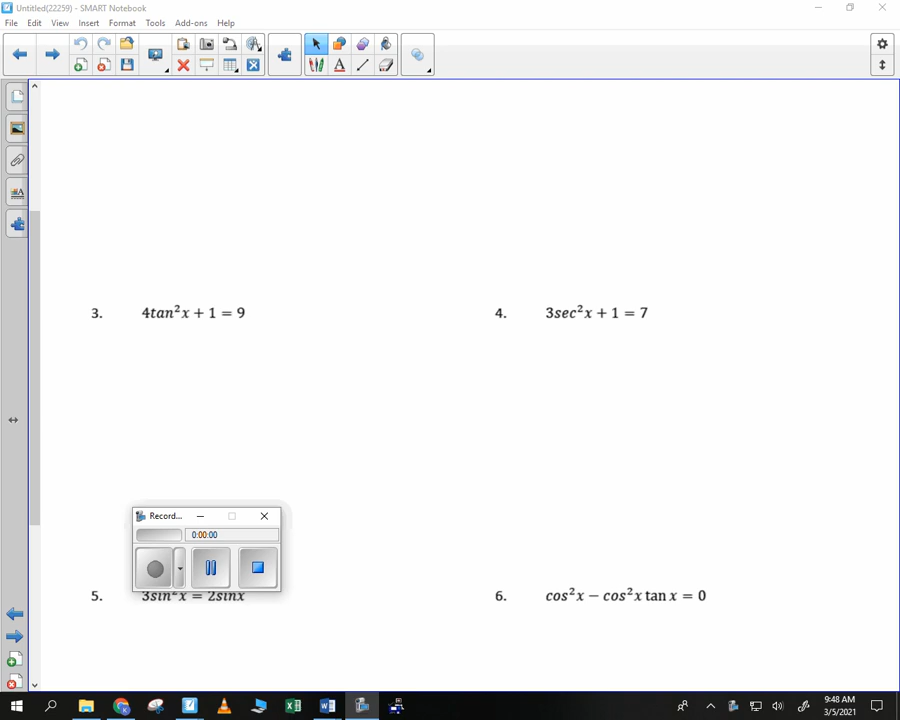 Untitled(22259) - SMART Notebook
File Edit View Insert Format Tools Add-ons Help
3. 4tan²x + 1 = 9
4. 3sec²x + 1 = 7
Record...
0:00:00
5. 3sin²x = 2sinx
6. cos²x − cos²x tan x = 0
9:48 AM
3/5/2021